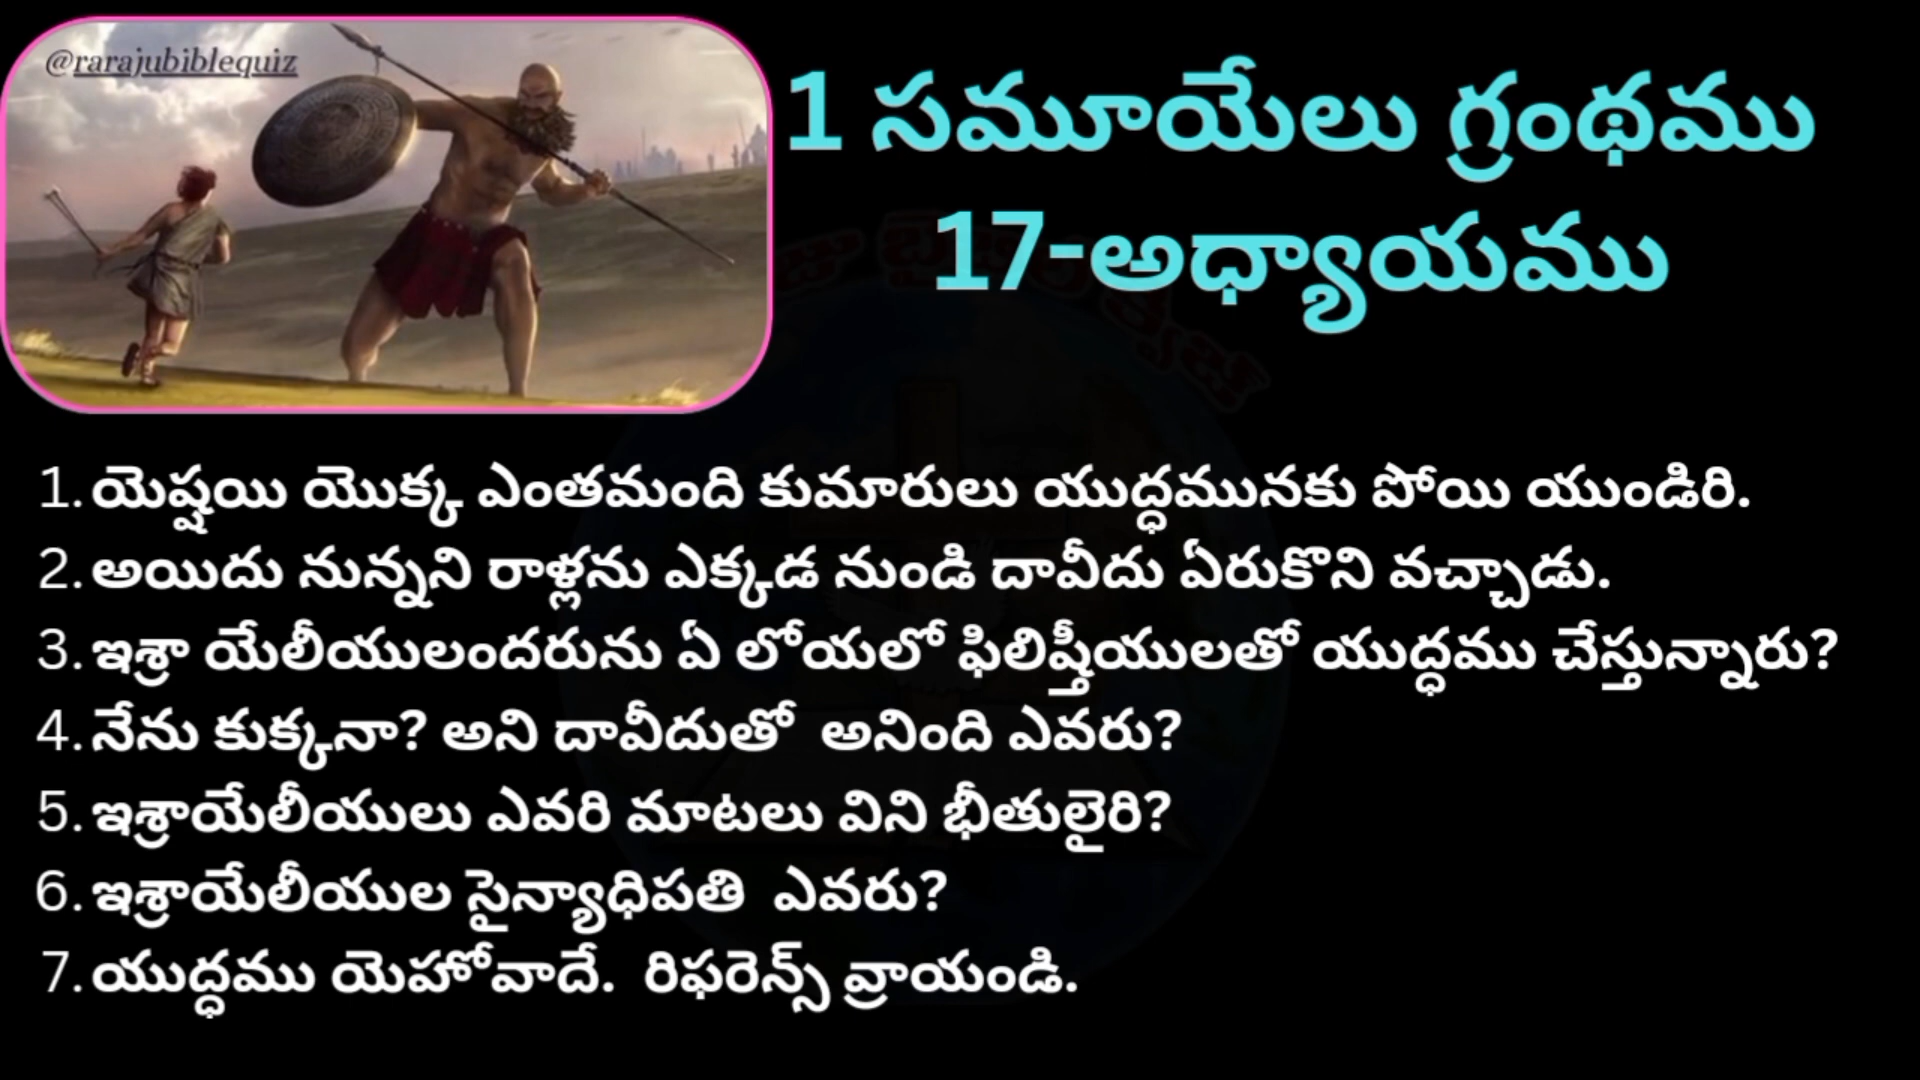 @rarajubiblequiz
1 సమూయేలు గ్రంథము
17-అధ్యాయము
1. యెష్షయి యొక్క ఎంతమంది కుమారులు యుద్ధమునకు పోయి యుండిరి.
2. అయిదు నున్నని రాళ్లను ఎక్కడ నుండి దావీదు ఏరుకొని వచ్చాడు.
3. ఇశ్రా యేలీయులందరును ఏ లోయలో ఫిలిష్తీయులతో యుద్ధము చేస్తున్నారు?
4. నేను కుక్కనా? అని దావీదుతో  అనింది ఎవరు?
5. ఇశ్రాయేలీయులు ఎవరి మాటలు విని భీతులైరి?
6. ఇశ్రాయేలీయుల సైన్యాధిపతి  ఎవరు?
7. యుద్ధము యెహోవాదే.  రిఫరెన్స్ వ్రాయండి.